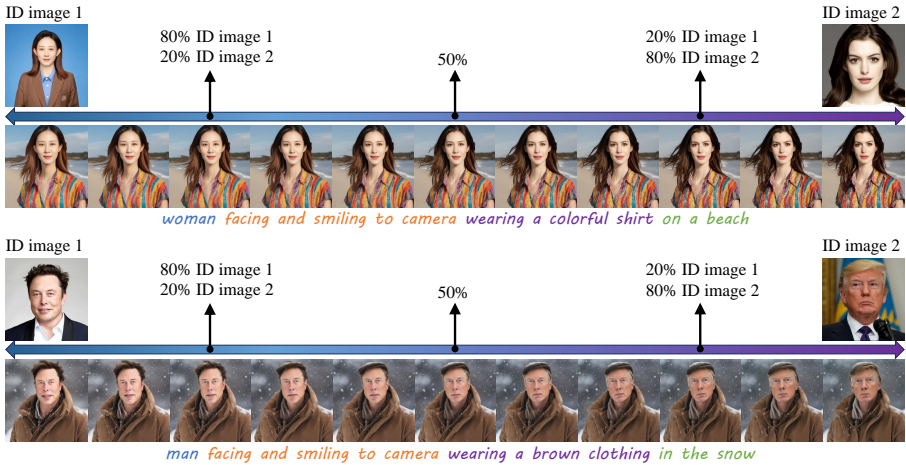 ID image 1
ID image 2
80% ID image 1
20% ID image 2
50%
20% ID image 1
80% ID image 2
woman facing and smiling to camera wearing a colorful shirt on a beach
ID image 1
ID image 2
80% ID image 1
20% ID image 2
50%
20% ID image 1
80% ID image 2
man facing and smiling to camera wearing a brown clothing in the snow